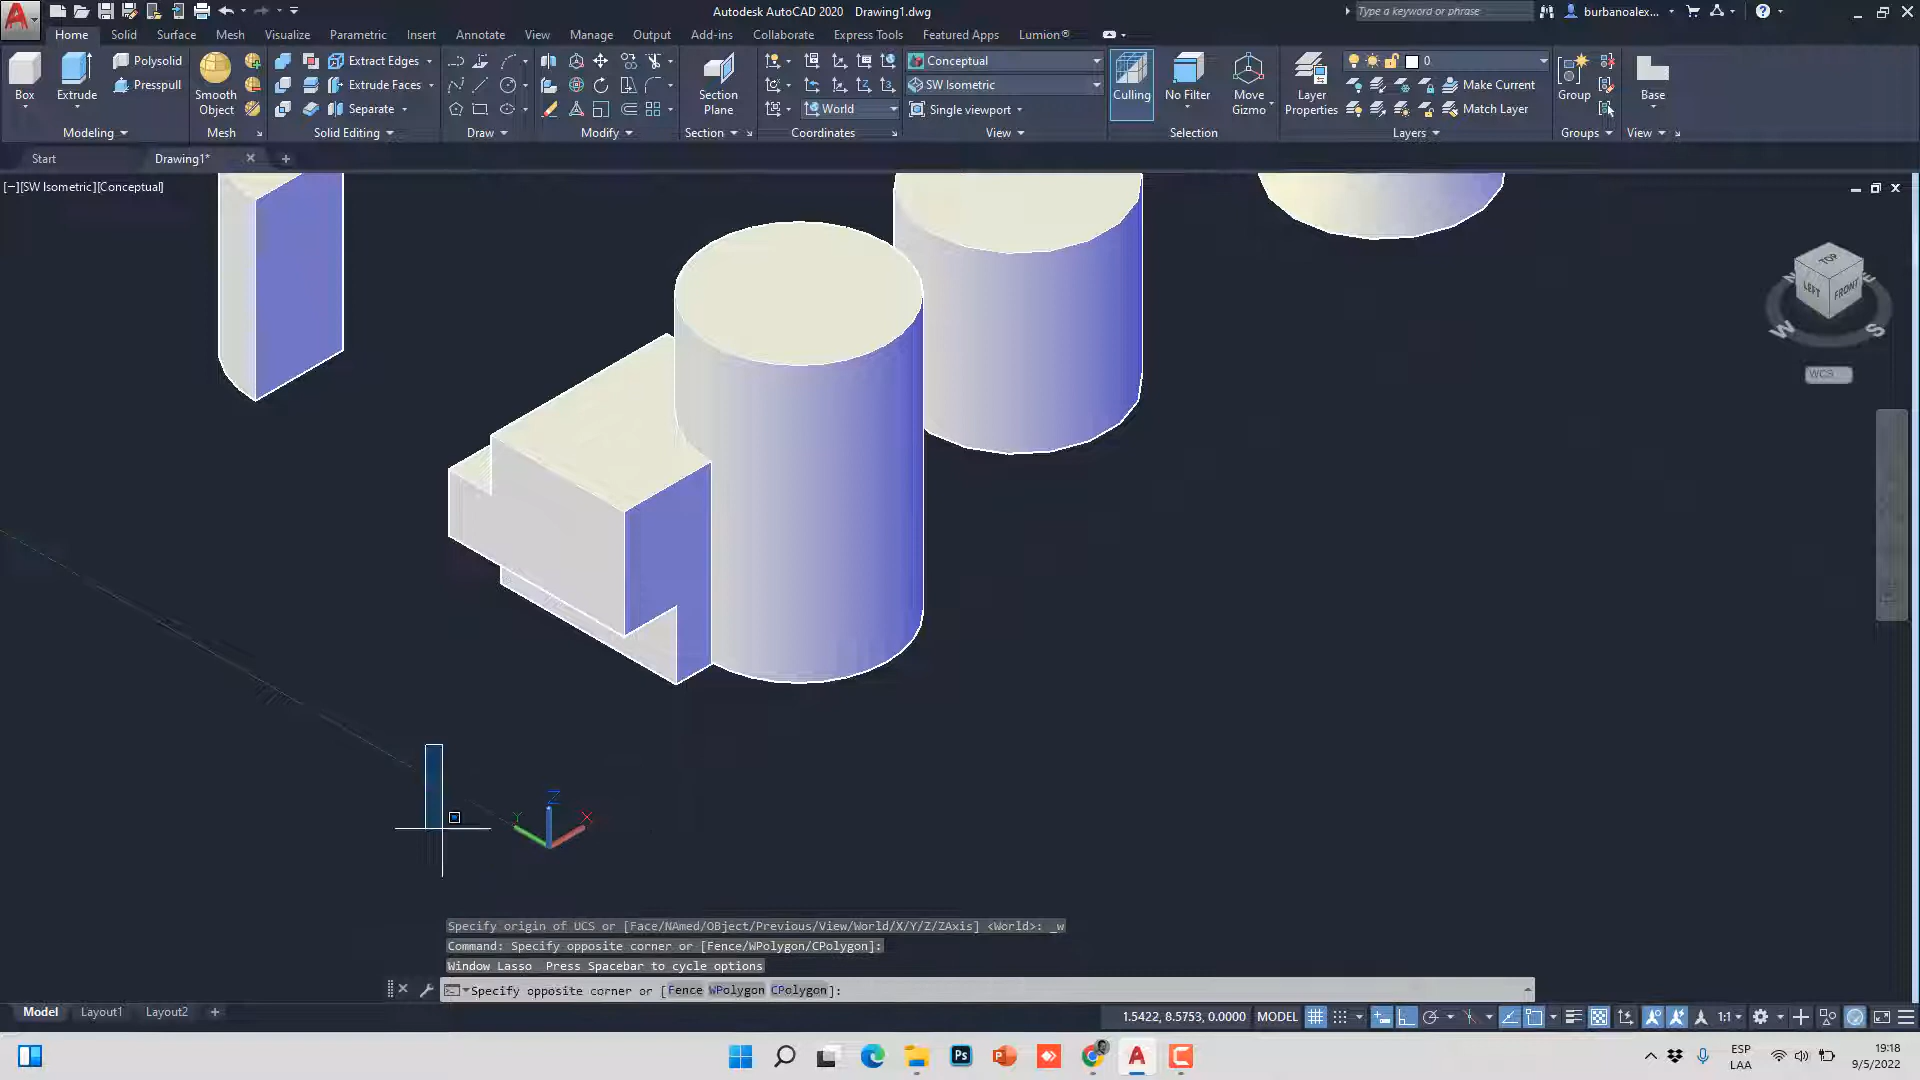 Autodesk AutoCAD 2020   Drawing1.dwg
Type a keyword or phrase
burbanoalex...
Home Solid Surface Mesh Visualize Parametric Insert Annotate View Manage Output Add-ins Collaborate Express Tools Featured Apps Lumion®
Box
Extrude
Polysolid
Presspull
Modeling
Smooth Object
Mesh
Extract Edges
Extrude Faces
Separate
Solid Editing
Draw
Modify
Section Plane
Section
World
Coordinates
Conceptual
SW Isometric
Single viewport
View
Culling
No Filter
Move Gizmo
Selection
Layer Properties
0
Make Current
Match Layer
Layers
Group
Groups
Base
View
Start
Drawing1*
[−][SW Isometric][Conceptual]
TOP
LEFT
FRONT
N
E
W
S
WCS
Z
Y
X
Specify origin of UCS or [Face/NAmed/OBject/Previous/View/World/X/Y/Z/ZAxis] <World>: _w
Command: Specify opposite corner or [Fence/WPolygon/CPolygon]:
Window Lasso  Press Spacebar to cycle options
Specify opposite corner or [Fence WPolygon CPolygon]:
Model Layout1 Layout2
1.5422, 8.5753, 0.0000 MODEL
1:1
Ps
ESP
LAA
19:18
9/5/2022